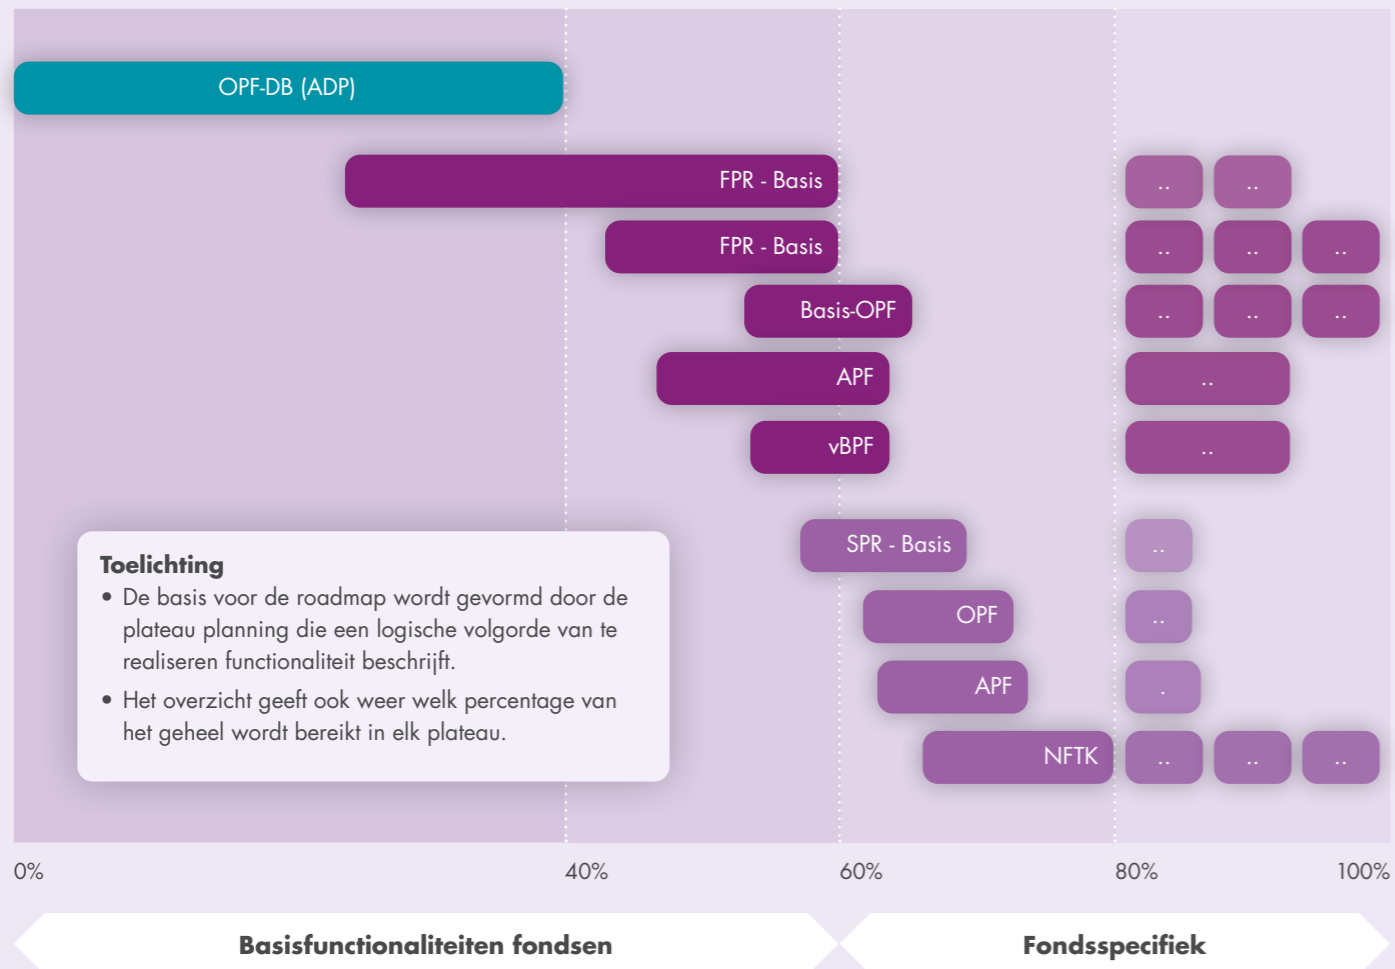 OPF-DB (ADP)
FPR - Basis .. ..
FPR - Basis .. .. ..
Basis-OPF .. .. ..
APF ..
vBPF ..
SPR - Basis ..
OPF ..
APF .
NFTK .. .. ..
Toelichting
• De basis voor de roadmap wordt gevormd door de
plateau planning die een logische volgorde van te
realiseren functionaliteit beschrijft.
• Het overzicht geeft ook weer welk percentage van
het geheel wordt bereikt in elk plateau.
0% 40% 60% 80% 100%
Basisfunctionaliteiten fondsen Fondsspecifiek